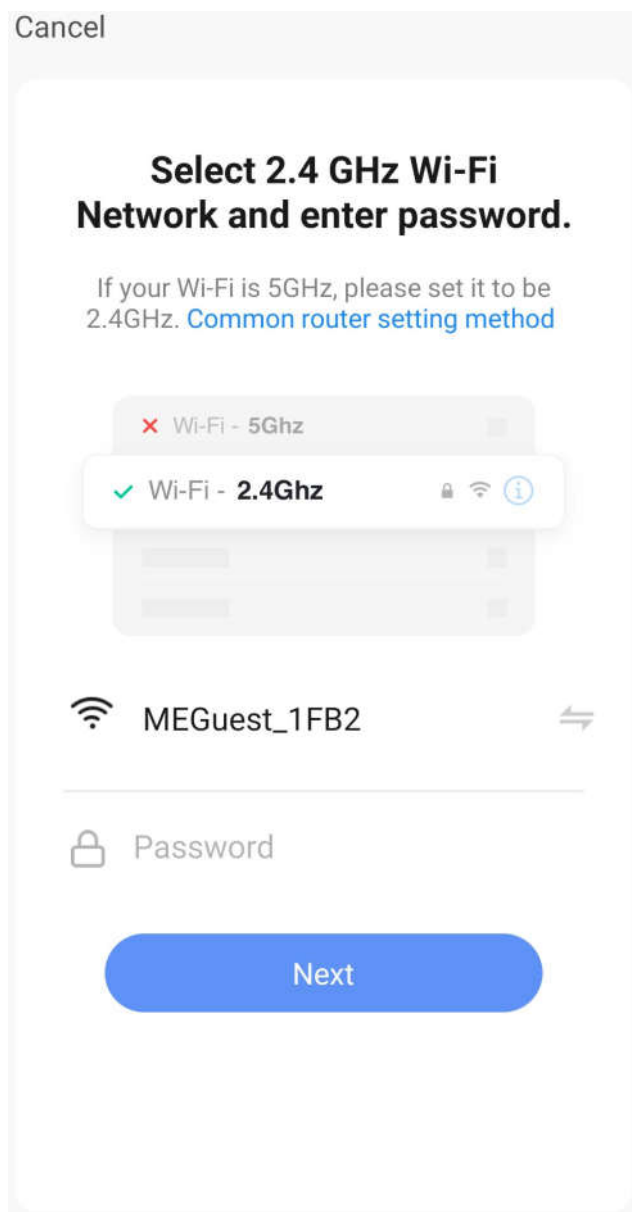 Cancel
Select 2.4 GHz Wi-Fi
Network and enter password.
If your Wi-Fi is 5GHz, please set it to be
2.4GHz. Common router setting method
Wi-Fi - 5Ghz
Wi-Fi - 2.4Ghz
MEGuest_1FB2
Password
Next